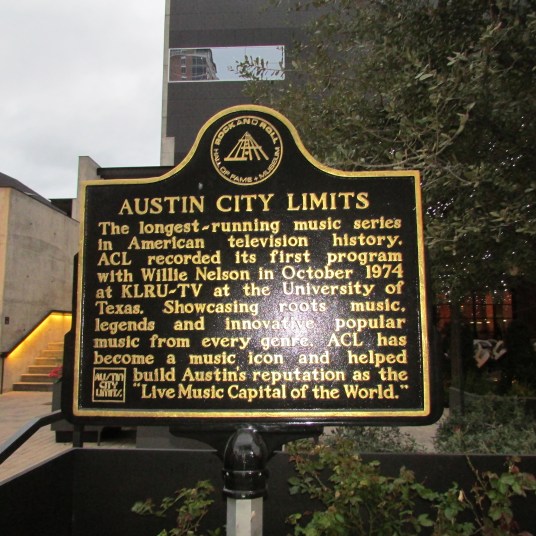 ROCK AND ROLL
HALL OF FAME + MUSEUM
AUSTIN CITY LIMITS
The longest-running music series
in American television history.
ACL recorded its first program
with Willie Nelson in October 1974
at KLRU-TV at the University of
Texas. Showcasing roots music,
legends and innovative popular
music from every genre, ACL has
become a music icon and helped
build Austin's reputation as the
"Live Music Capital of the World."
AUSTIN
CITY
LIMITS